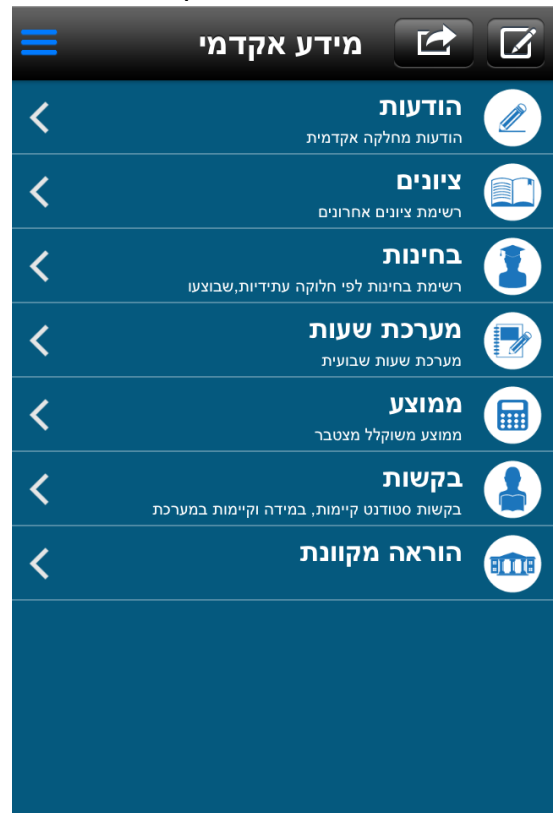 מידע אקדמי
הודעות
הודעות מחלקה אקדמית
ציונים
רשימת ציונים אחרונים
בחינות
רשימת בחינות לפי חלוקה עתידיות,שבוצעו
מערכת שעות
מערכת שעות שבועית
ממוצע
ממוצע משוקלל מצטבר
בקשות
בקשות סטודנט קיימות, במידה וקיימות במערכת
הוראה מקוונת